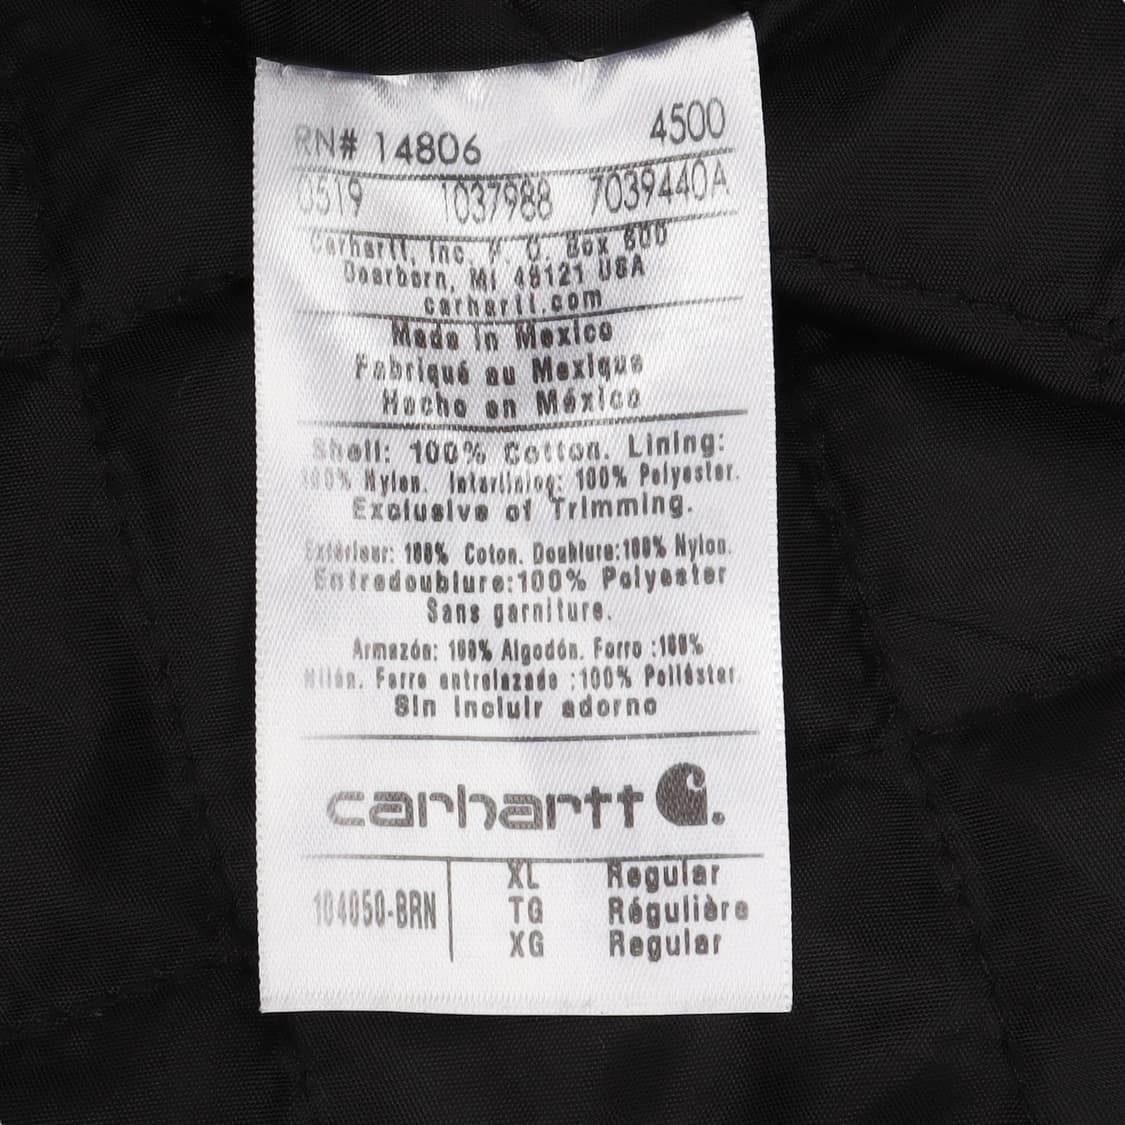 RN# 14806 4500
0519 1037988 7039440A
Carhartt, Inc. P. O. Box 600
Dearborn, MI 48121 USA
carhartt.com
Made in Mexico
Fabriqué au Mexique
Hecho en México
Shell: 100% Cotton. Lining:
100% Nylon. Interlining: 100% Polyester.
Exclusive of Trimming.
Extérieur: 100% Coton. Doublure:100% Nylon.
Entredoublure:100% Polyester
Sans garniture.
Armazón: 100% Algodón. Forro :100%
Nilón. Forro entrelazado :100% Poliéster.
Sin incluir adorno
carhartt
104050-BRN XL Regular
TG Régulière
XG Regular